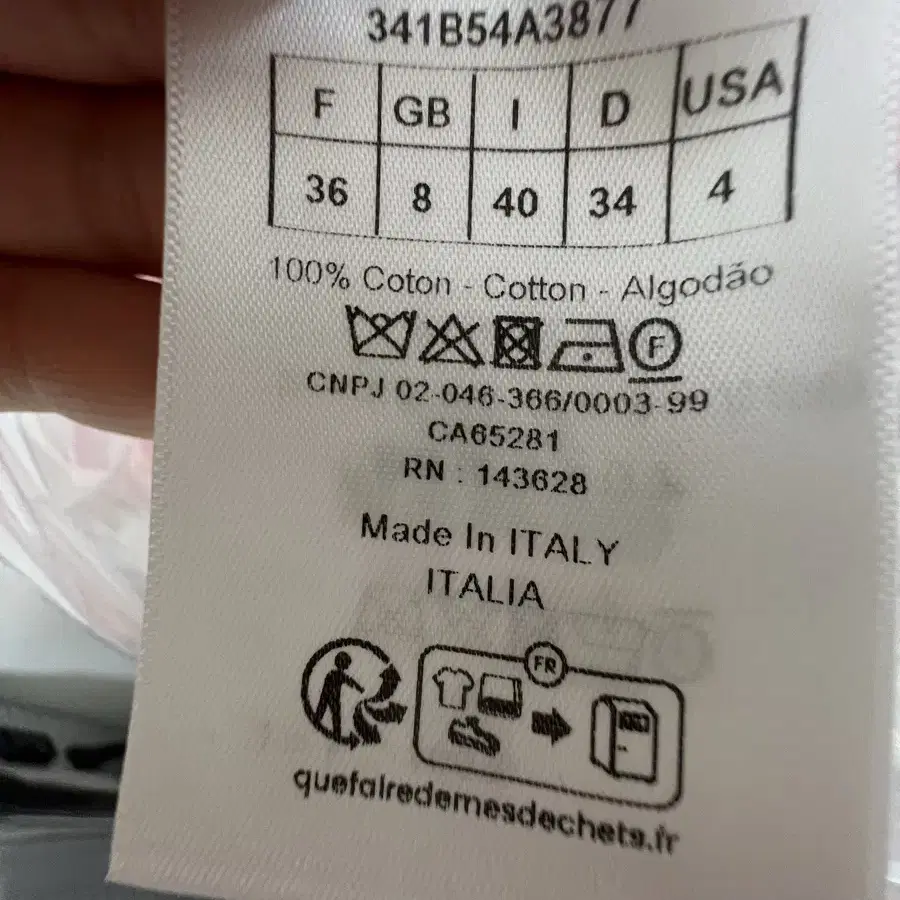 341B54A3877
F GB I D USA
36 8 40 34 4
100% Coton - Cotton - Algodão
F
CNPJ 02-046-366/0003-99
CA65281
RN : 143628
Made In ITALY
ITALIA
FR
quefairedemesdechets.fr